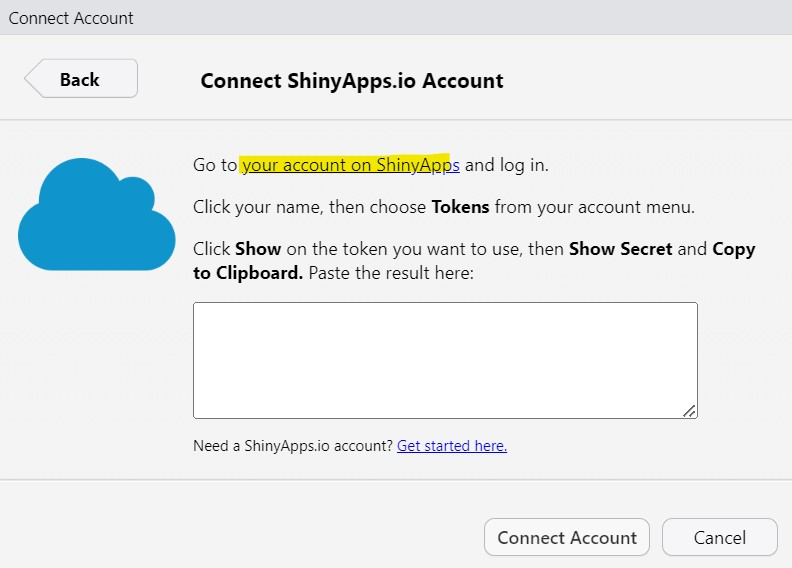 Connect Account
Back
Connect ShinyApps.io Account
Go to your account on ShinyApps and log in.
Click your name, then choose Tokens from your account menu.
Click Show on the token you want to use, then Show Secret and Copy
to Clipboard. Paste the result here:
Need a ShinyApps.io account? Get started here.
Connect Account
Cancel